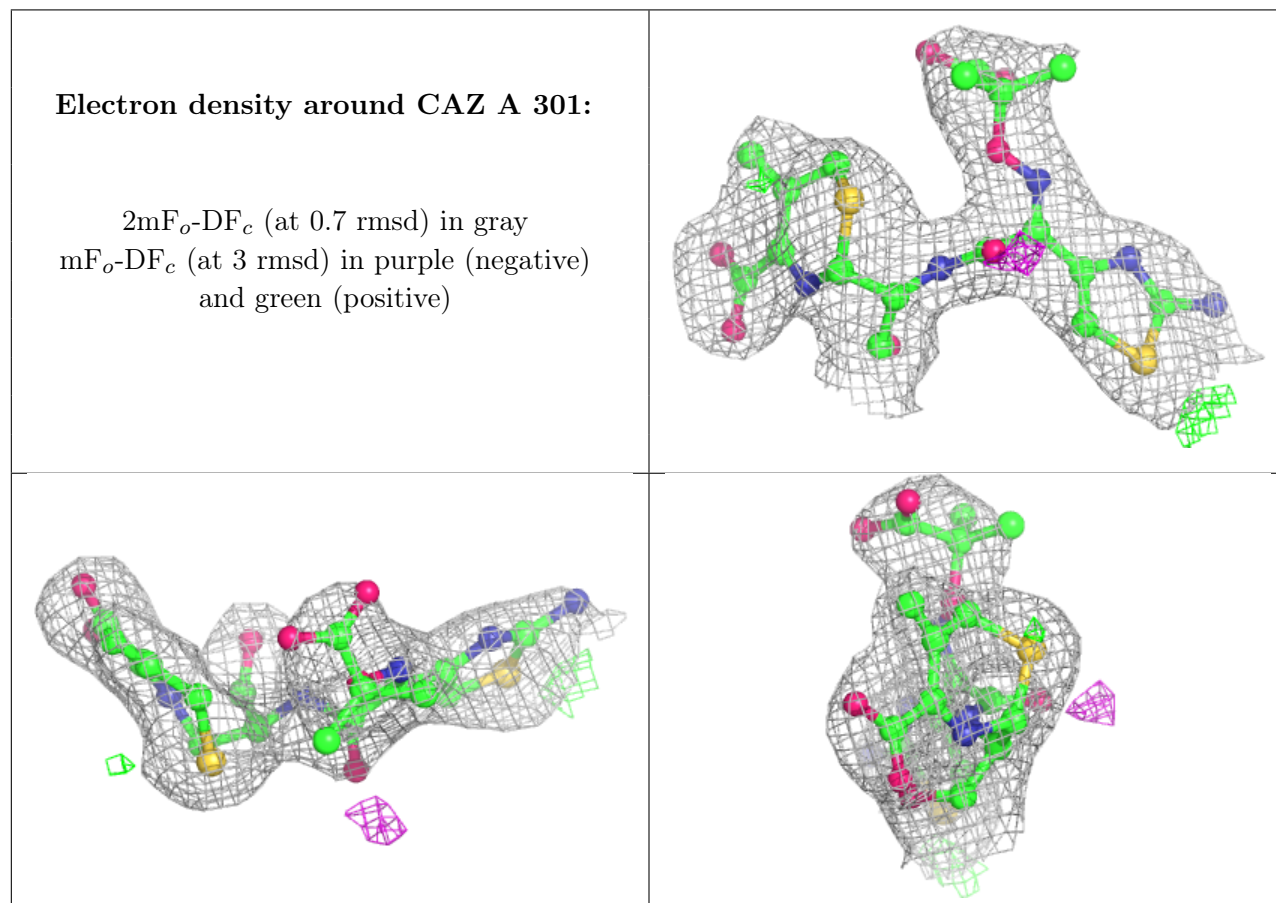 Electron density around CAZ A 301:
2mFo-DFc (at 0.7 rmsd) in gray
mFo-DFc (at 3 rmsd) in purple (negative)
and green (positive)